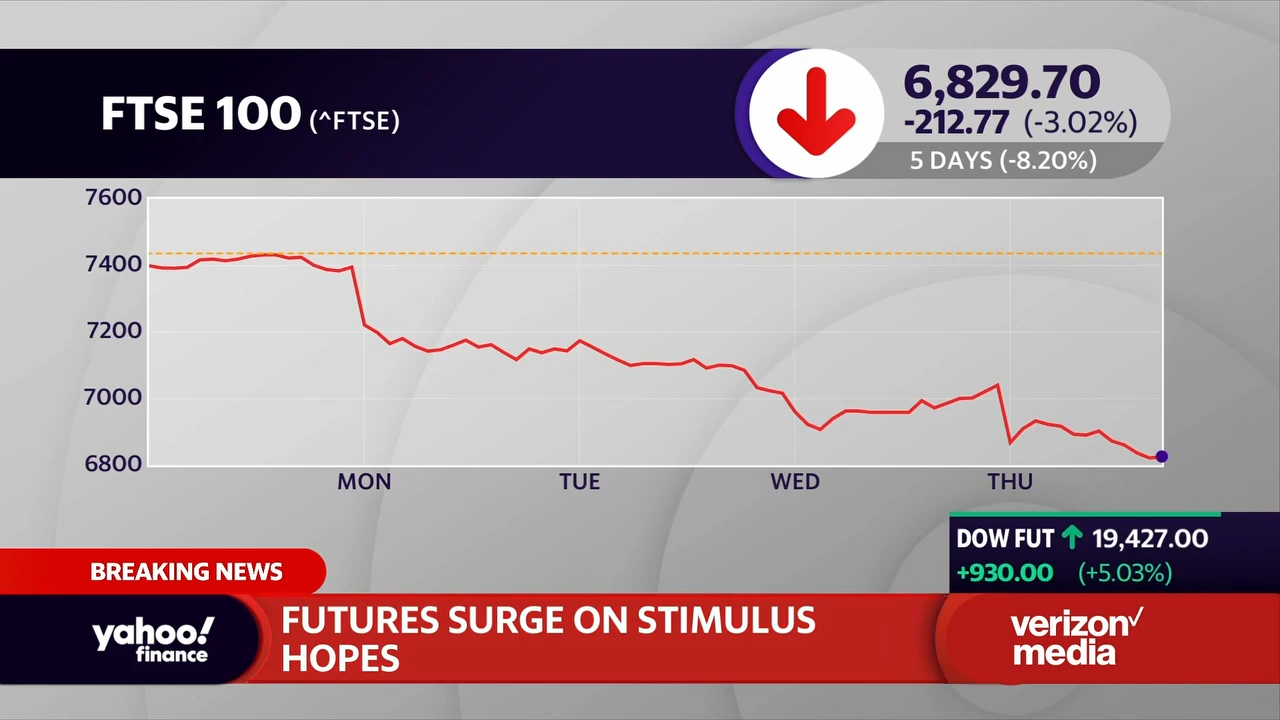 FTSE 100 (^FTSE)
6,829.70
-212.77 (-3.02%)
5 DAYS (-8.20%)
7600
7400
7200
7000
6800
MON TUE WED THU
DOW FUT 19,427.00
+930.00 (+5.03%)
BREAKING NEWS
yahoo!
finance
FUTURES SURGE ON STIMULUS
HOPES
verizon✓
media